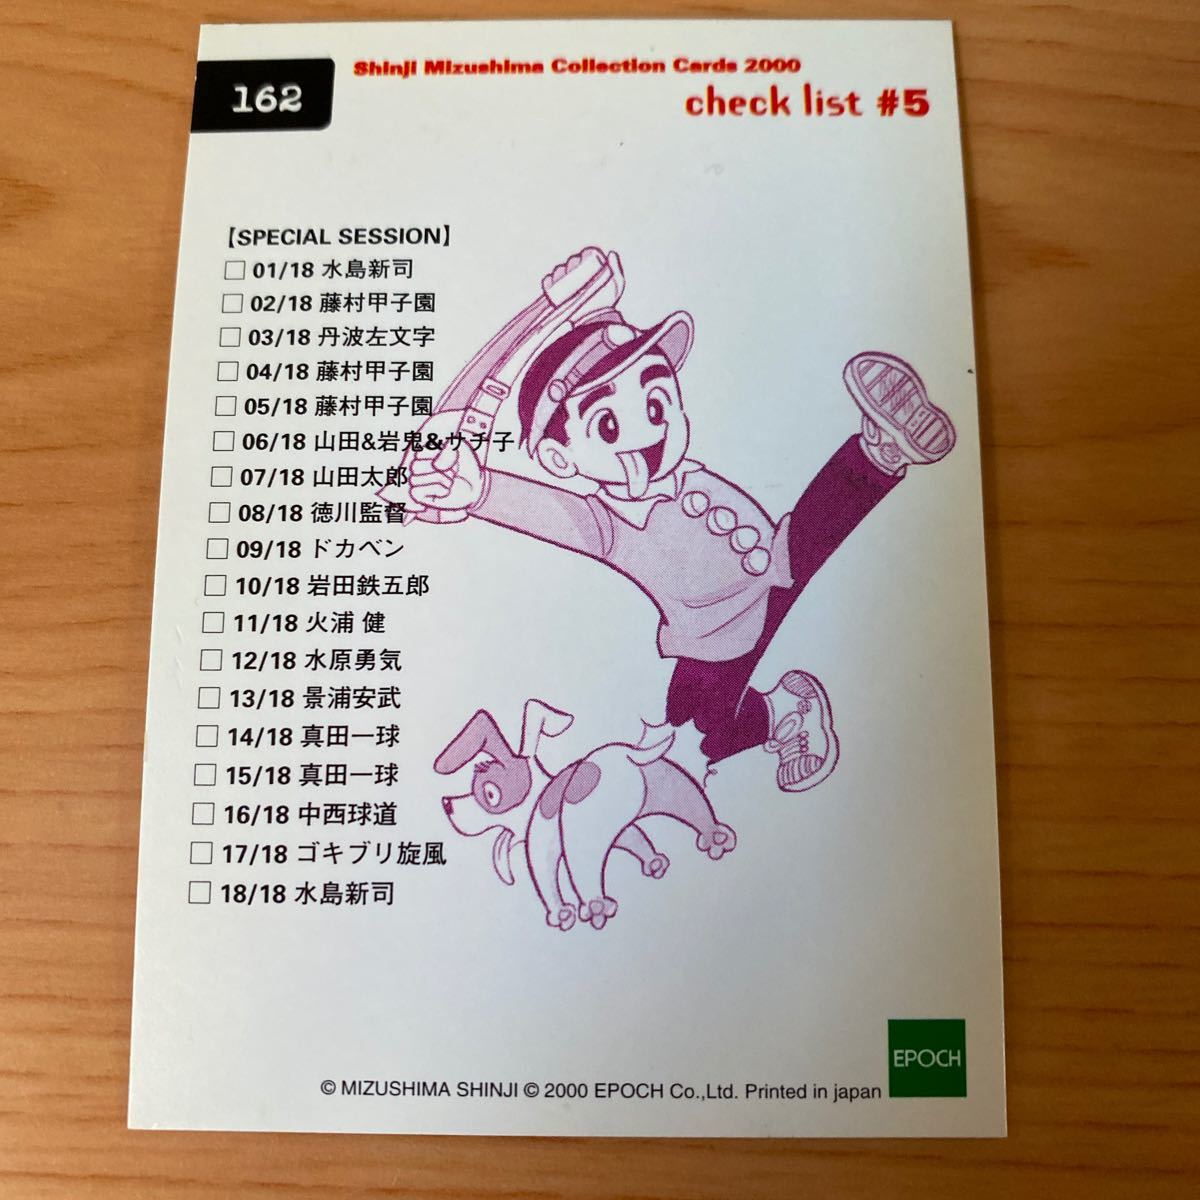 162
Shinji Mizushima Collection Cards 2000
check list #5
【SPECIAL SESSION】
□ 01/18 水島新司
□ 02/18 藤村甲子園
□ 03/18 丹波左文字
□ 04/18 藤村甲子園
□ 05/18 藤村甲子園
□ 06/18 山田&岩鬼&サチ子
□ 07/18 山田太郎
□ 08/18 徳川監督
□ 09/18 ドカベン
□ 10/18 岩田鉄五郎
□ 11/18 火浦 健
□ 12/18 水原勇気
□ 13/18 景浦安武
□ 14/18 真田一球
□ 15/18 真田一球
□ 16/18 中西球道
□ 17/18 ゴキブリ旋風
□ 18/18 水島新司
EPOCH
© MIZUSHIMA SHINJI © 2000 EPOCH Co.,Ltd. Printed in japan